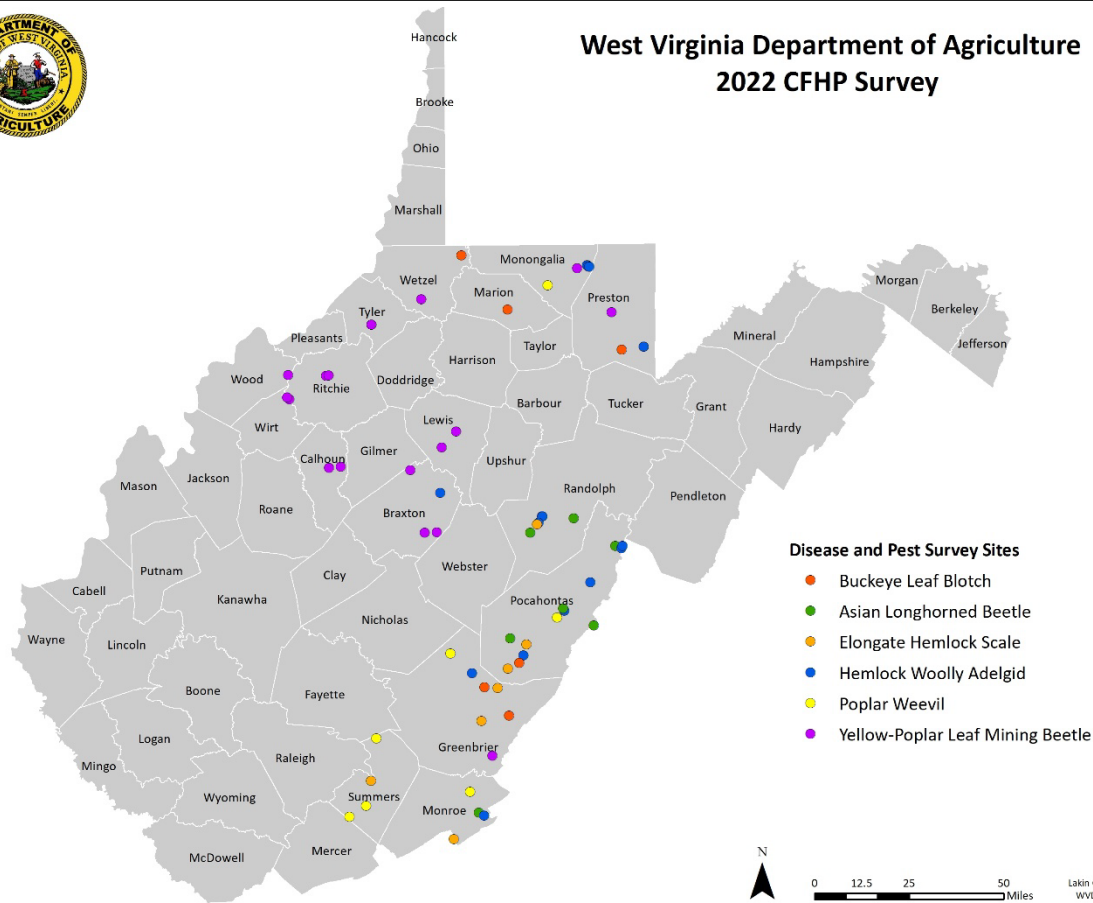 West Virginia Department of Agriculture
2022 CFHP Survey
Hancock
Brooke
Ohio
Marshall
Wetzel
Monongalia
Marion
Preston
Tyler
Pleasants
Taylor
Harrison
Mineral
Hampshire
Morgan
Berkeley
Jefferson
Wood
Ritchie
Doddridge
Barbour
Tucker
Grant
Hardy
Wirt
Lewis
Calhoun
Gilmer
Upshur
Jackson
Mason
Roane
Randolph
Pendleton
Braxton
Putnam
Clay
Webster
Cabell
Kanawha
Pocahontas
Nicholas
Wayne
Lincoln
Boone
Fayette
Logan
Greenbrier
Raleigh
Mingo
Wyoming
Summers
Monroe
McDowell
Mercer
Disease and Pest Survey Sites
Buckeye Leaf Blotch
Asian Longhorned Beetle
Elongate Hemlock Scale
Hemlock Woolly Adelgid
Poplar Weevil
Yellow-Poplar Leaf Mining Beetle
N
0 12.5 25 50
Miles
Lakin